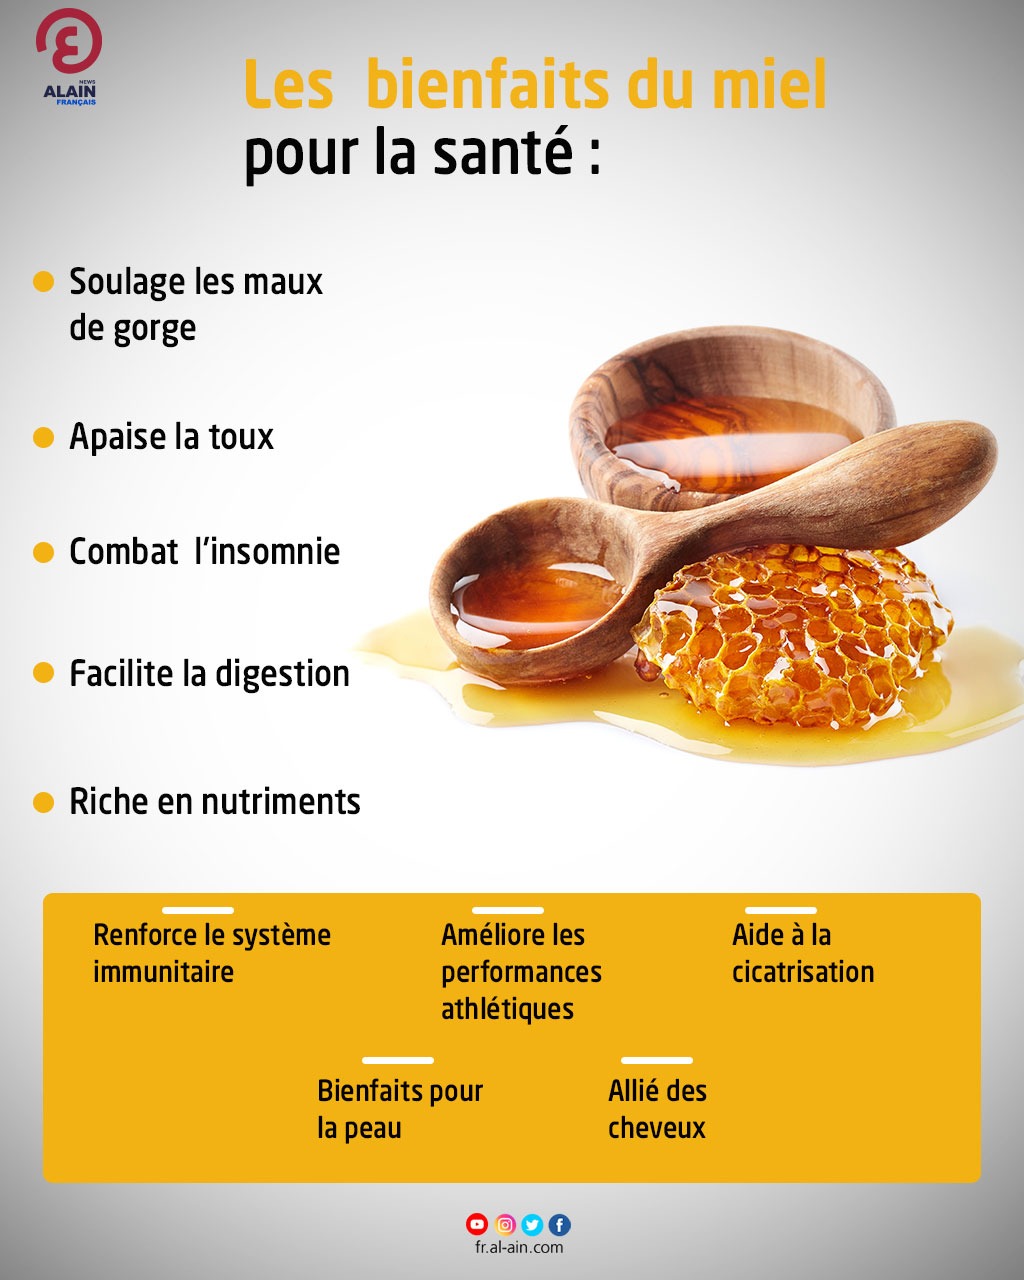 NEWS
ALAIN
FRANÇAIS
Les bienfaits du miel
pour la santé :
Soulage les maux
de gorge
Apaise la toux
Combat l'insomnie
Facilite la digestion
Riche en nutriments
Renforce le système
immunitaire
Améliore les
performances
athlétiques
Aide à la
cicatrisation
Bienfaits pour
la peau
Allié des
cheveux
fr.al-ain.com